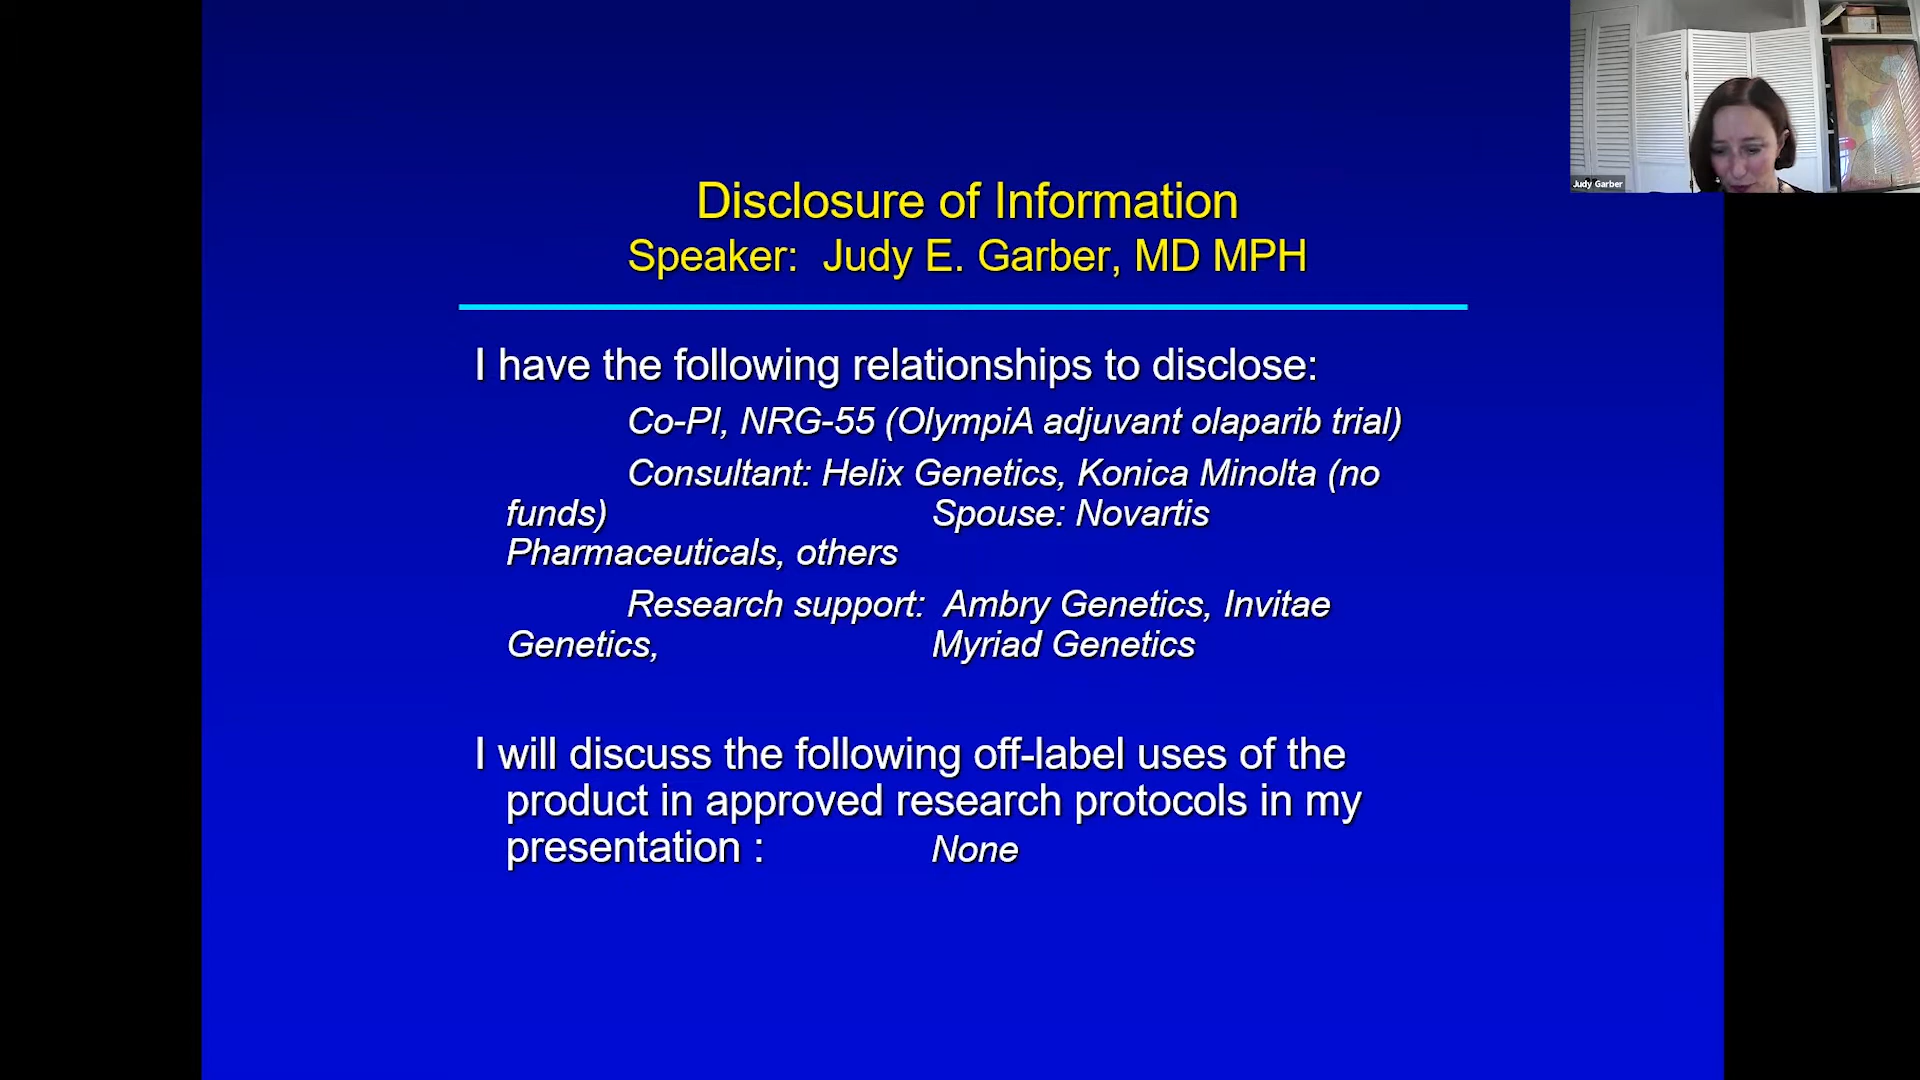 Disclosure of Information
Speaker: Judy E. Garber, MD MPH
I have the following relationships to disclose:
Co-PI, NRG-55 (OlympiA adjuvant olaparib trial)
Consultant: Helix Genetics, Konica Minolta (no
funds) Spouse: Novartis
Pharmaceuticals, others
Research support: Ambry Genetics, Invitae
Genetics, Myriad Genetics
I will discuss the following off-label uses of the
product in approved research protocols in my
presentation : None
Judy Garber